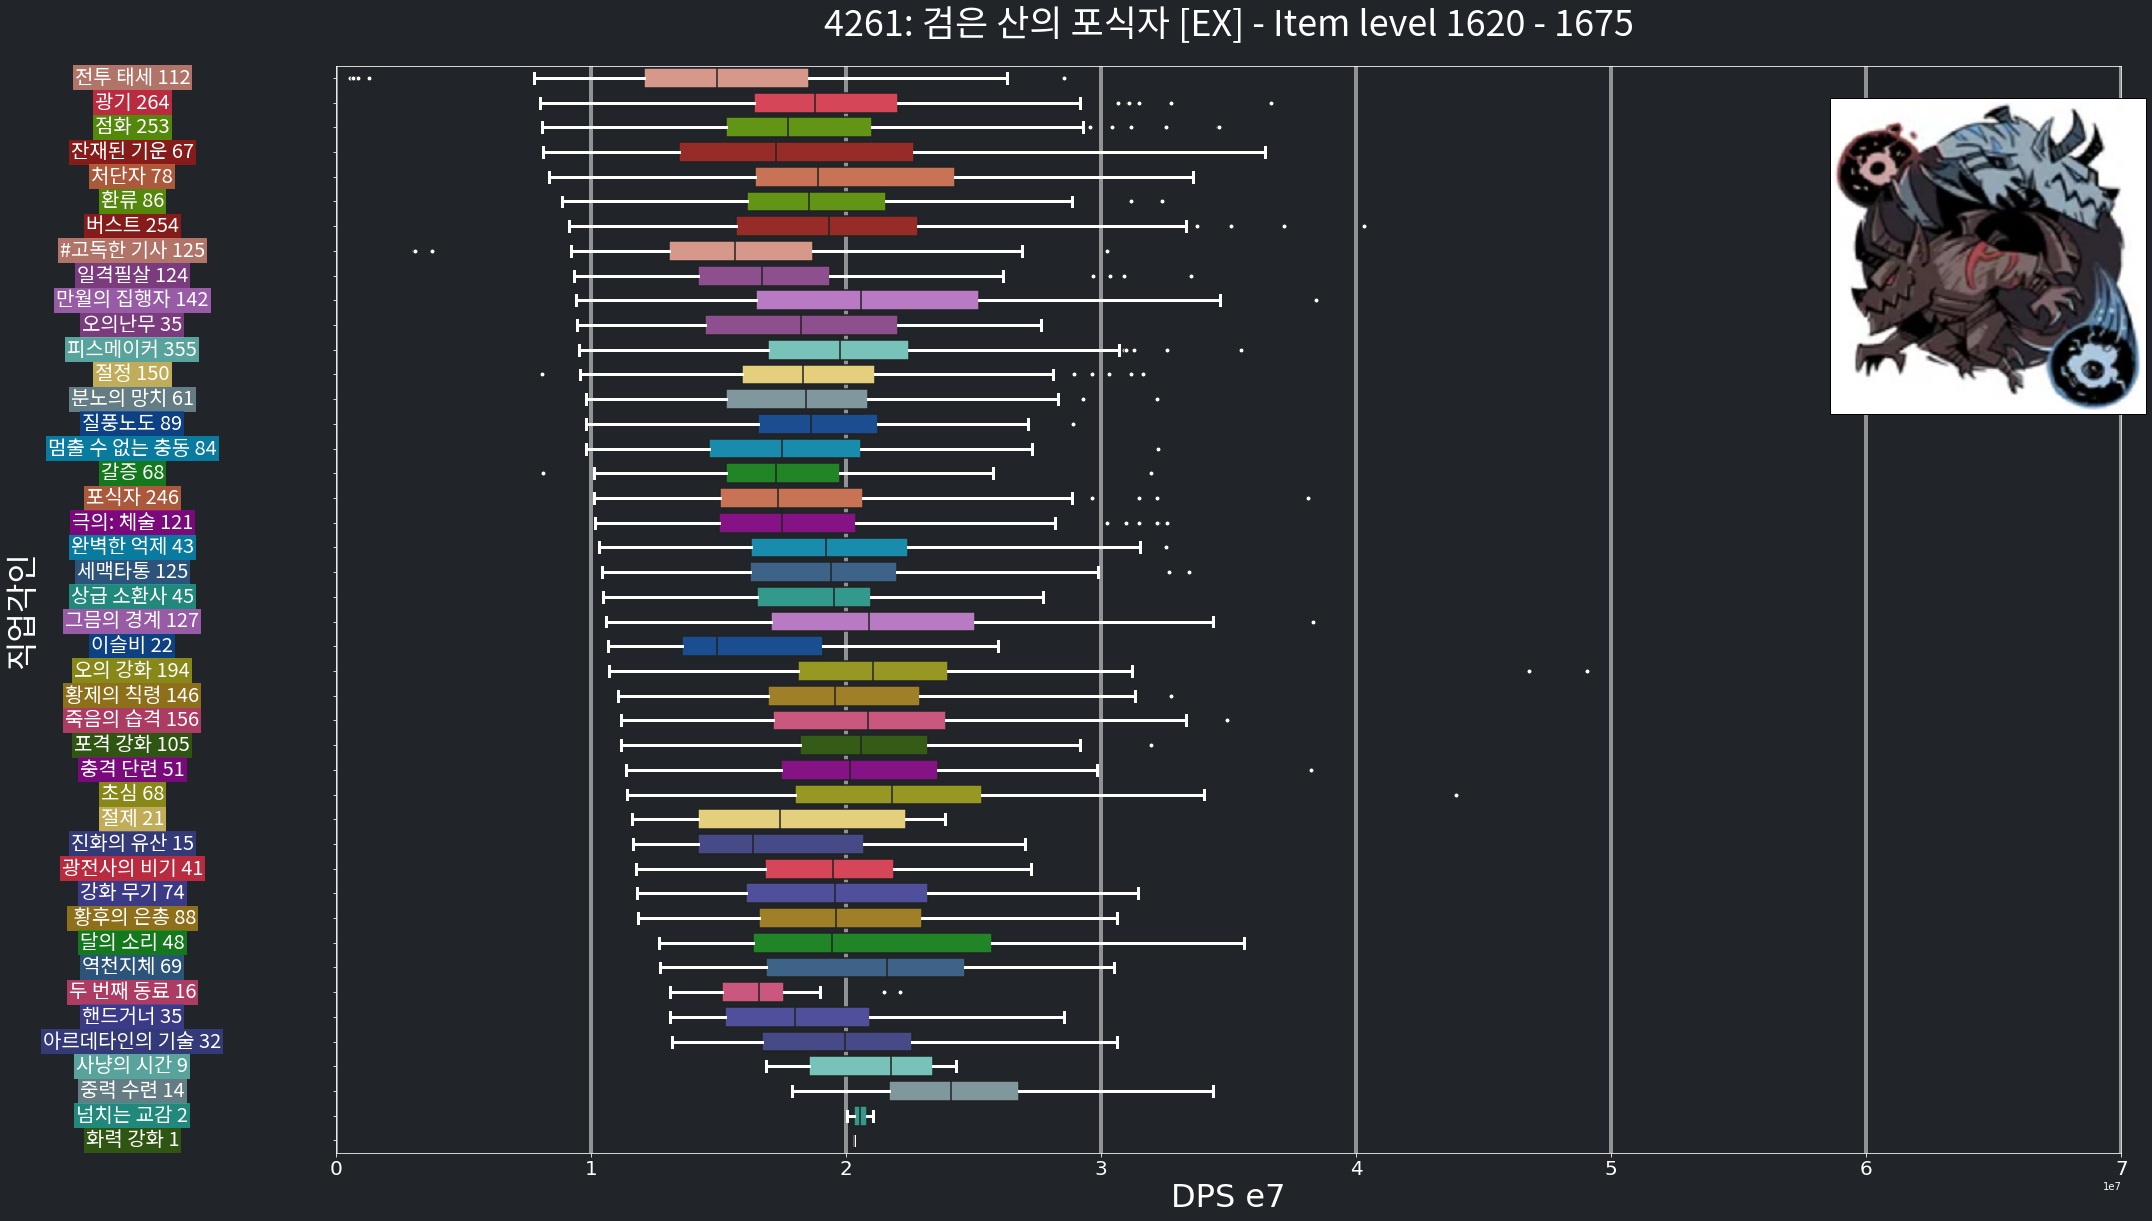 4261: 검은 산의 포식자 [EX] - Item level 1620 - 1675
직업각인
전투 태세 112
광기 264
점화 253
잔재된 기운 67
처단자 78
환류 86
버스트 254
#고독한 기사 125
일격필살 124
만월의 집행자 142
오의난무 35
피스메이커 355
절정 150
분노의 망치 61
질풍노도 89
멈출 수 없는 충동 84
갈증 68
포식자 246
극의: 체술 121
완벽한 억제 43
세맥타통 125
상급 소환사 45
그믐의 경계 127
이슬비 22
오의 강화 194
황제의 칙령 146
죽음의 습격 156
포격 강화 105
충격 단련 51
초심 68
절제 21
진화의 유산 15
광전사의 비기 41
강화 무기 74
황후의 은총 88
달의 소리 48
역천지체 69
두 번째 동료 16
핸드거너 35
아르데타인의 기술 32
사냥의 시간 9
중력 수련 14
넘치는 교감 2
화력 강화 1
0 1 2 3 4 5 6 7
1e7
DPS e7